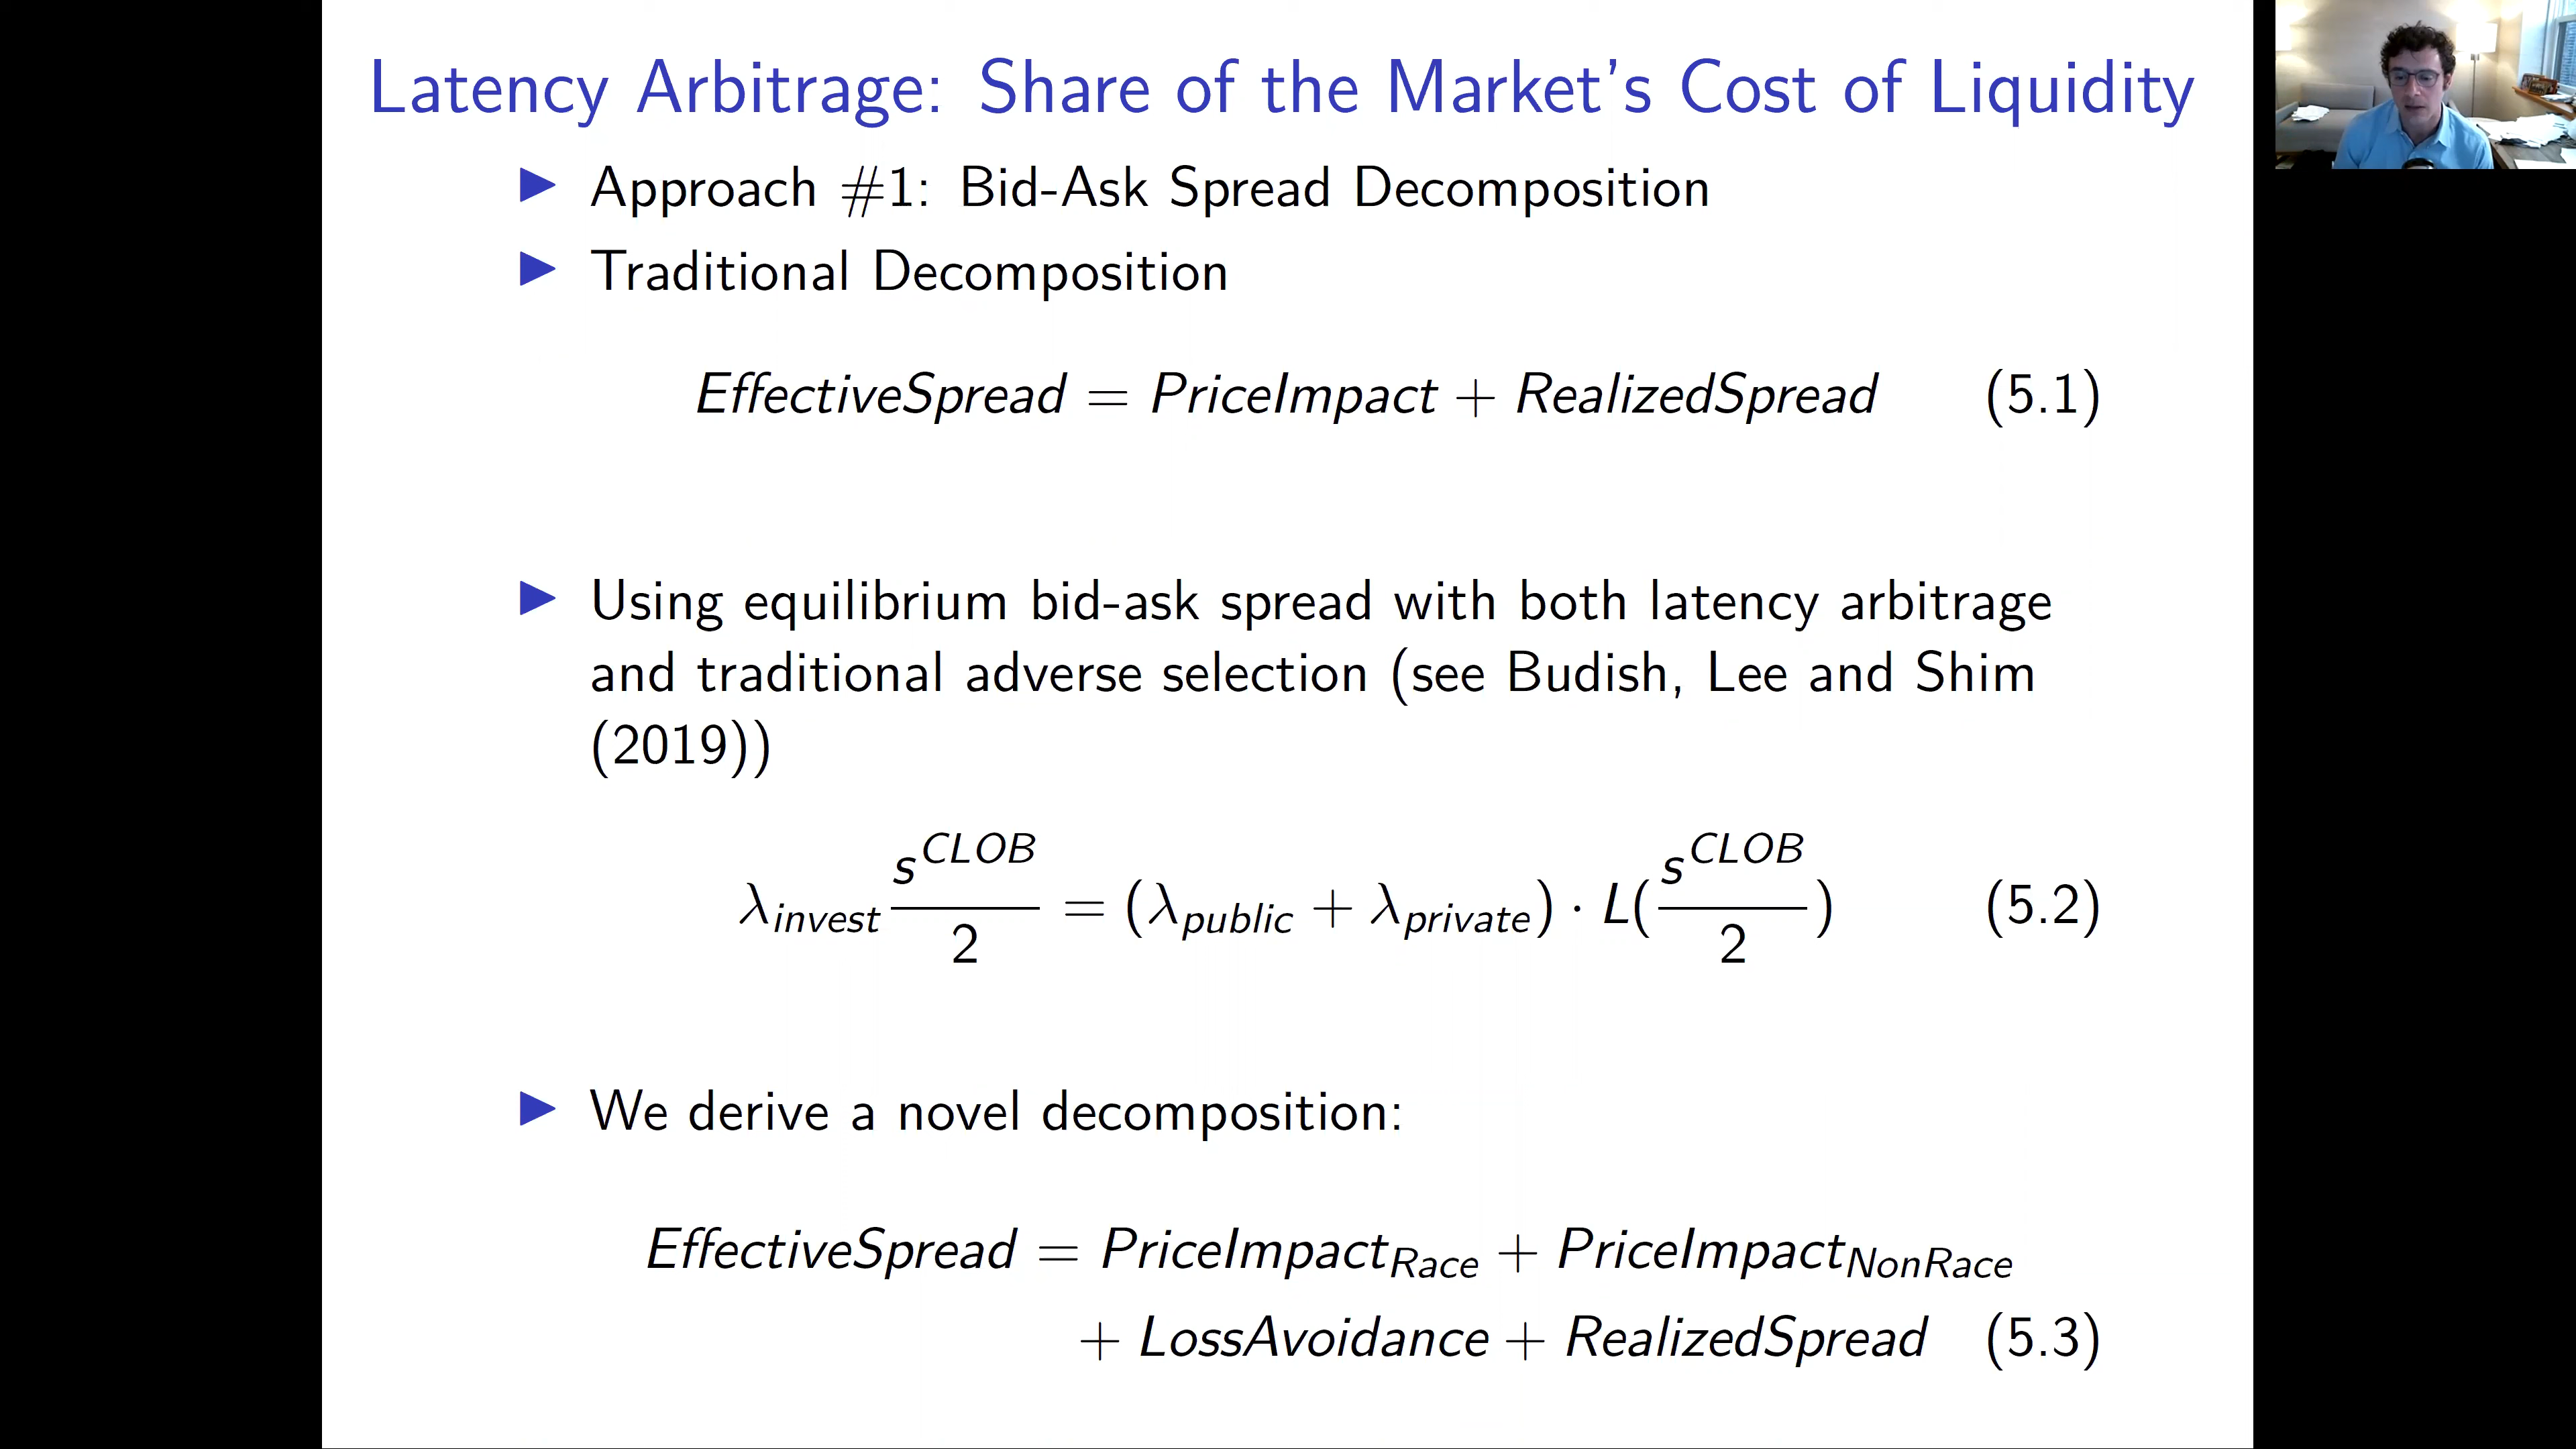 Latency Arbitrage: Share of the Market's Cost of Liquidity
▶ Approach #1: Bid-Ask Spread Decomposition
▶ Traditional Decomposition
EffectiveSpread = PriceImpact + RealizedSpread (5.1)
▶ Using equilibrium bid-ask spread with both latency arbitrage
and traditional adverse selection (see Budish, Lee and Shim
(2019))
λ_invest s^CLOB/2 = (λ_public + λ_private) · L(s^CLOB/2) (5.2)
▶ We derive a novel decomposition:
EffectiveSpread = PriceImpact_Race + PriceImpact_NonRace
+ LossAvoidance + RealizedSpread (5.3)